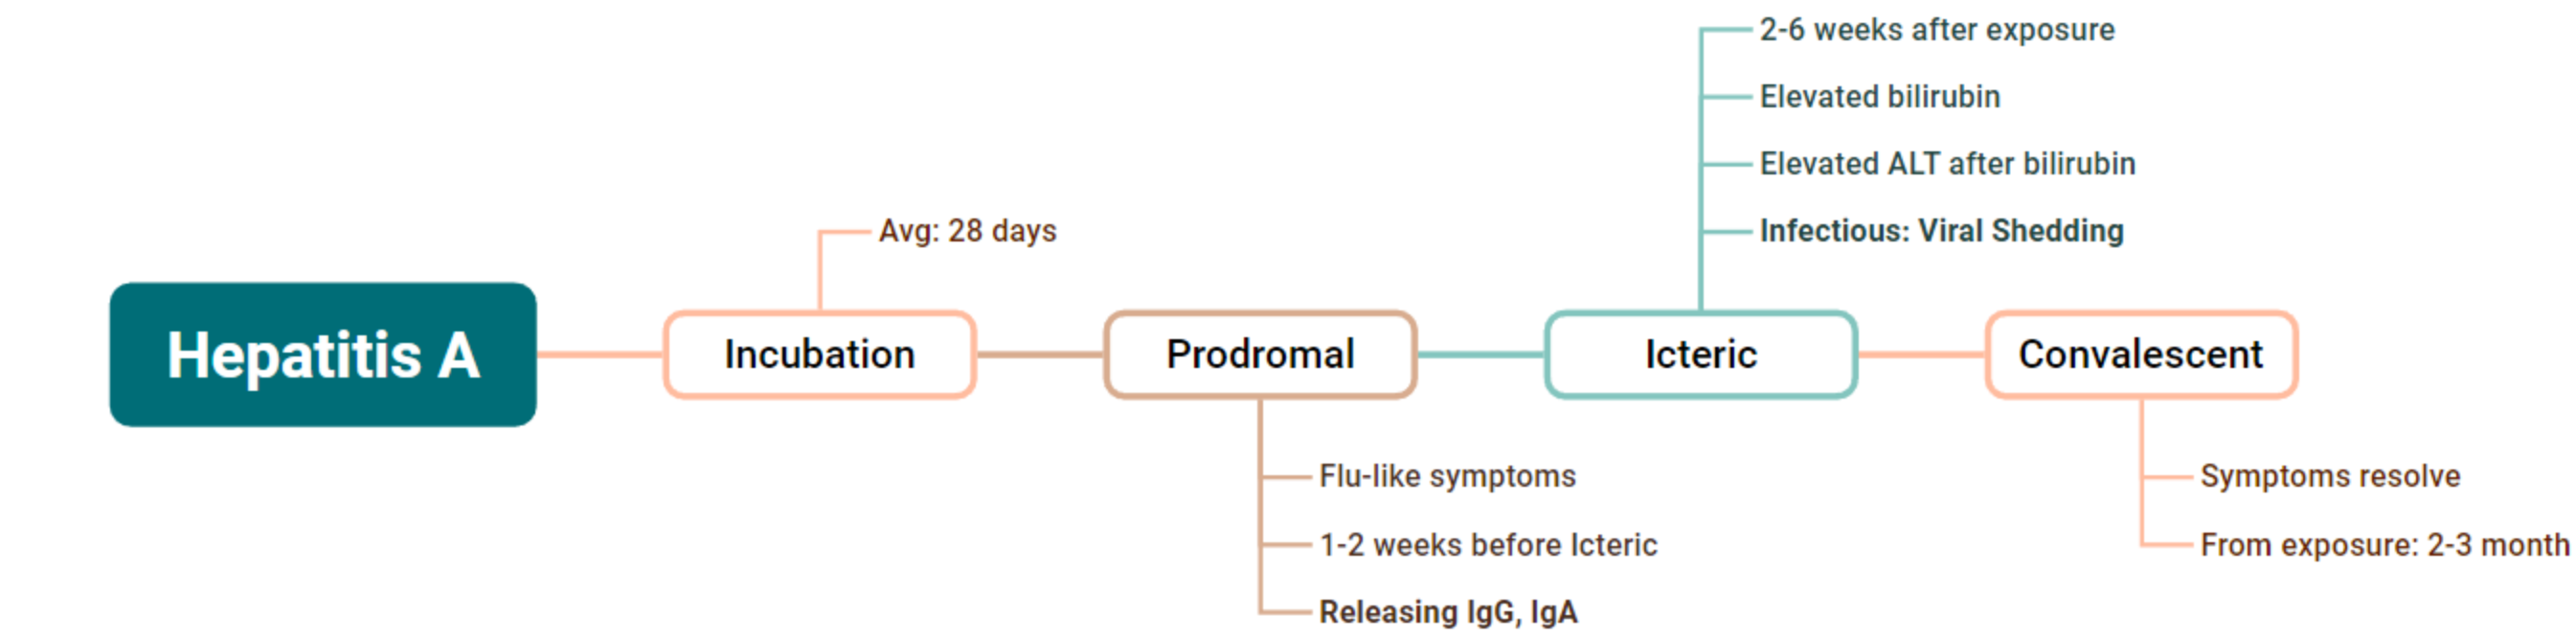 Hepatitis A
Incubation
Avg: 28 days
Prodromal
Flu-like symptoms
1-2 weeks before Icteric
Releasing IgG, IgA
Icteric
2-6 weeks after exposure
Elevated bilirubin
Elevated ALT after bilirubin
Infectious: Viral Shedding
Convalescent
Symptoms resolve
From exposure: 2-3 month